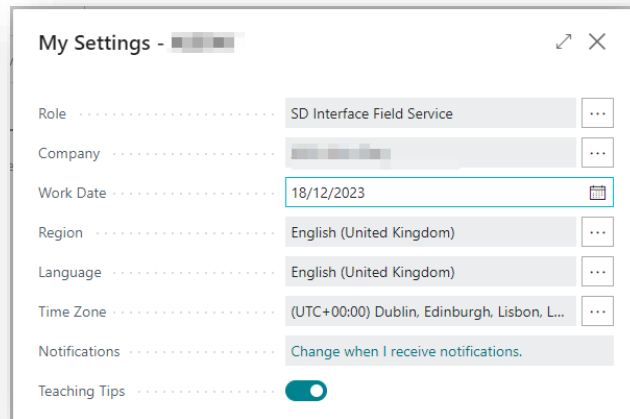 My Settings -
Role SD Interface Field Service ...
Company ...
Work Date 18/12/2023
Region English (United Kingdom) ...
Language English (United Kingdom) ...
Time Zone (UTC+00:00) Dublin, Edinburgh, Lisbon, L... ...
Notifications Change when I receive notifications.
Teaching Tips